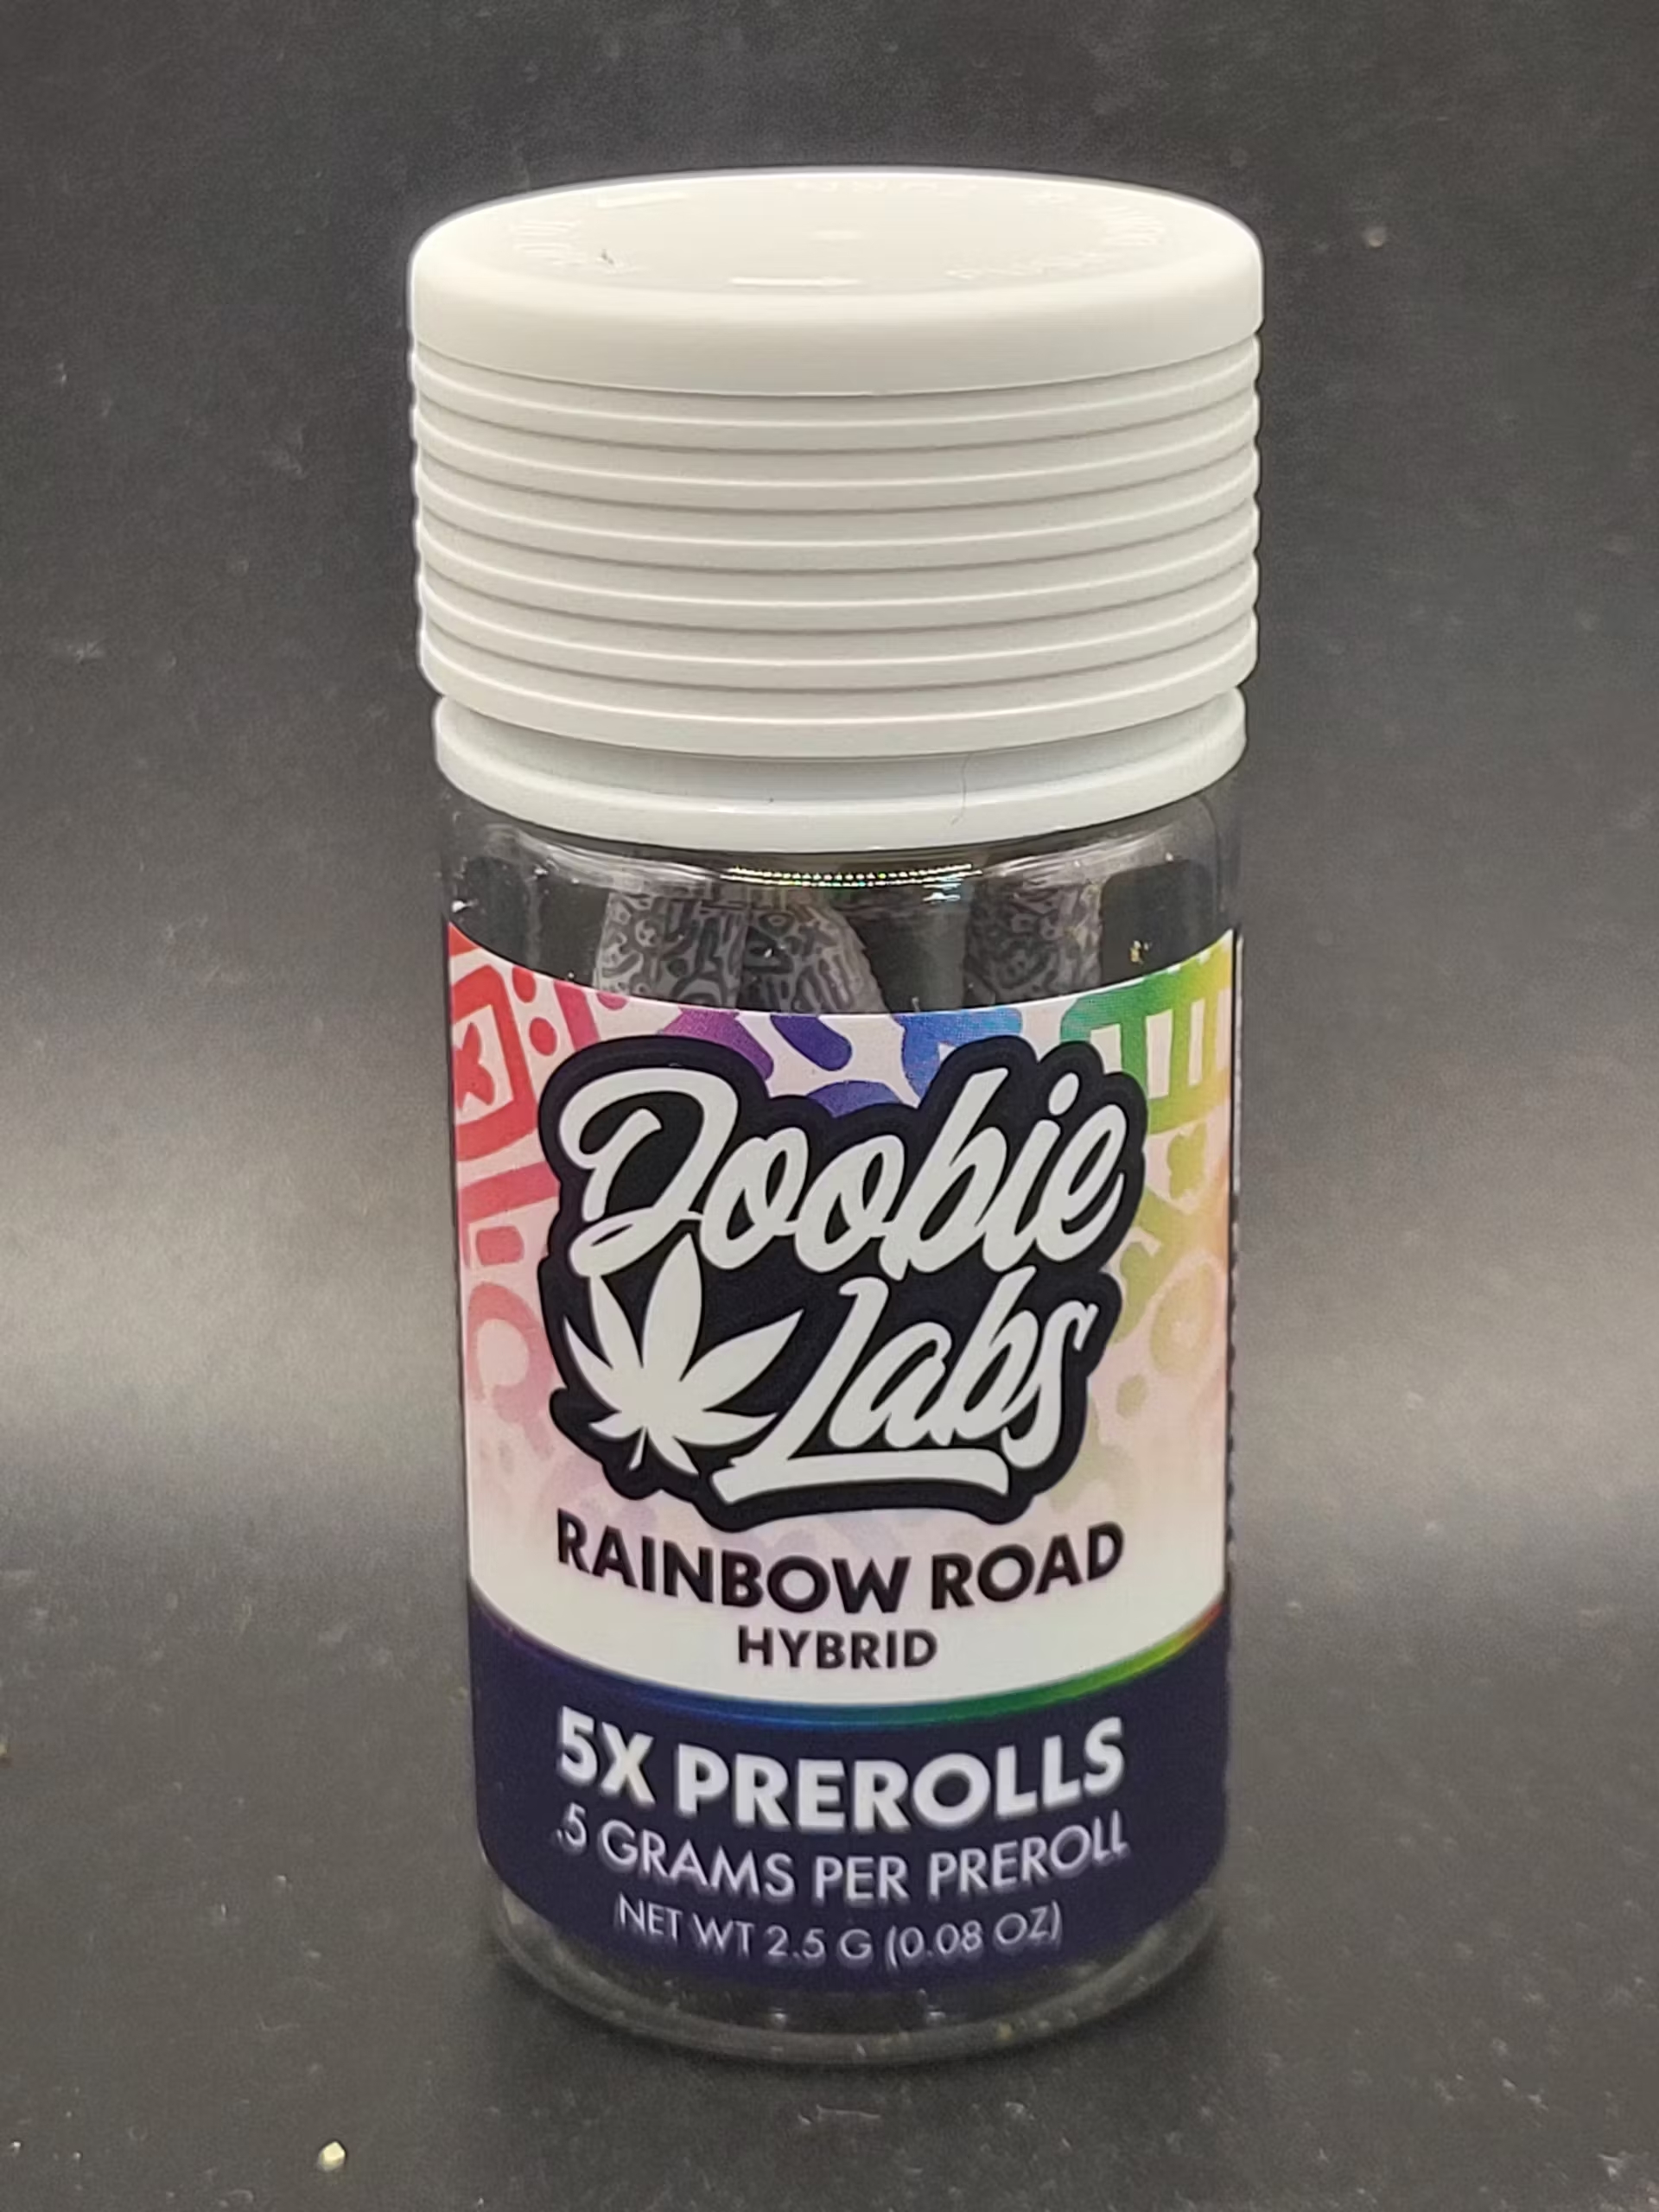 Doobie
Labs
RAINBOW ROAD
HYBRID
5X PREROLLS
.5 GRAMS PER PREROLL
NET WT 2.5 G (0.08 OZ)